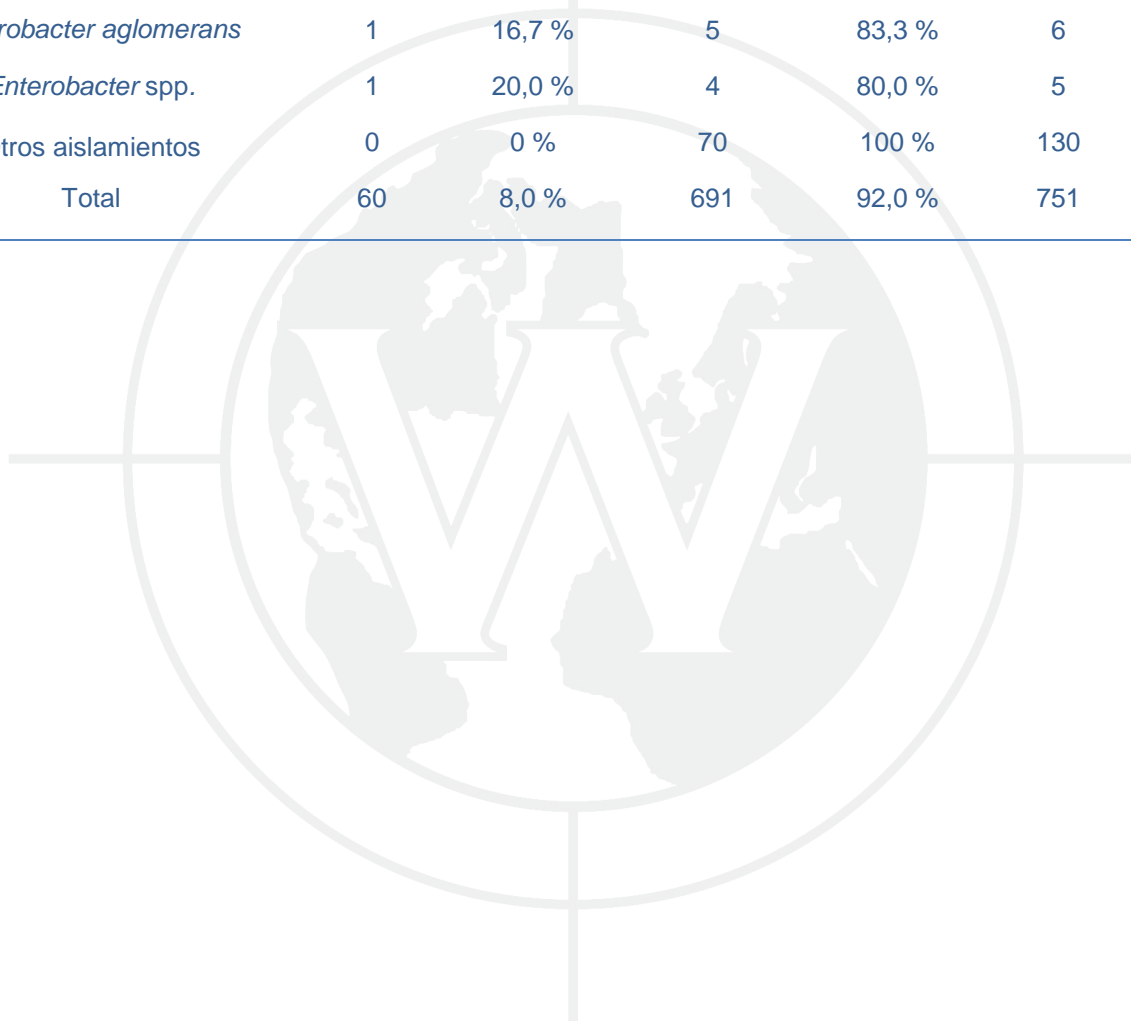 robacter aglomerans 1 16,7 % 5 83,3 % 6
Enterobacter spp. 1 20,0 % 4 80,0 % 5
tros aislamientos 0 0 % 70 100 % 130
Total 60 8,0 % 691 92,0 % 751
W